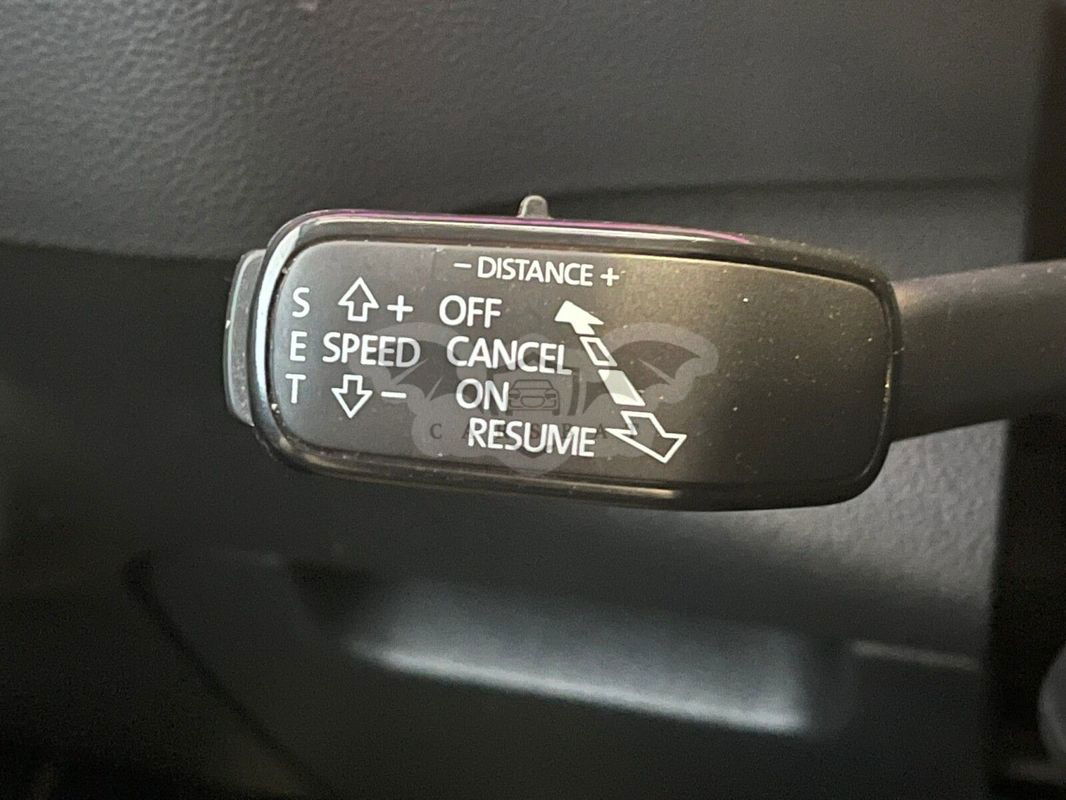 - DISTANCE +
S + OFF
E SPEED CANCEL
T - ON
RESUME